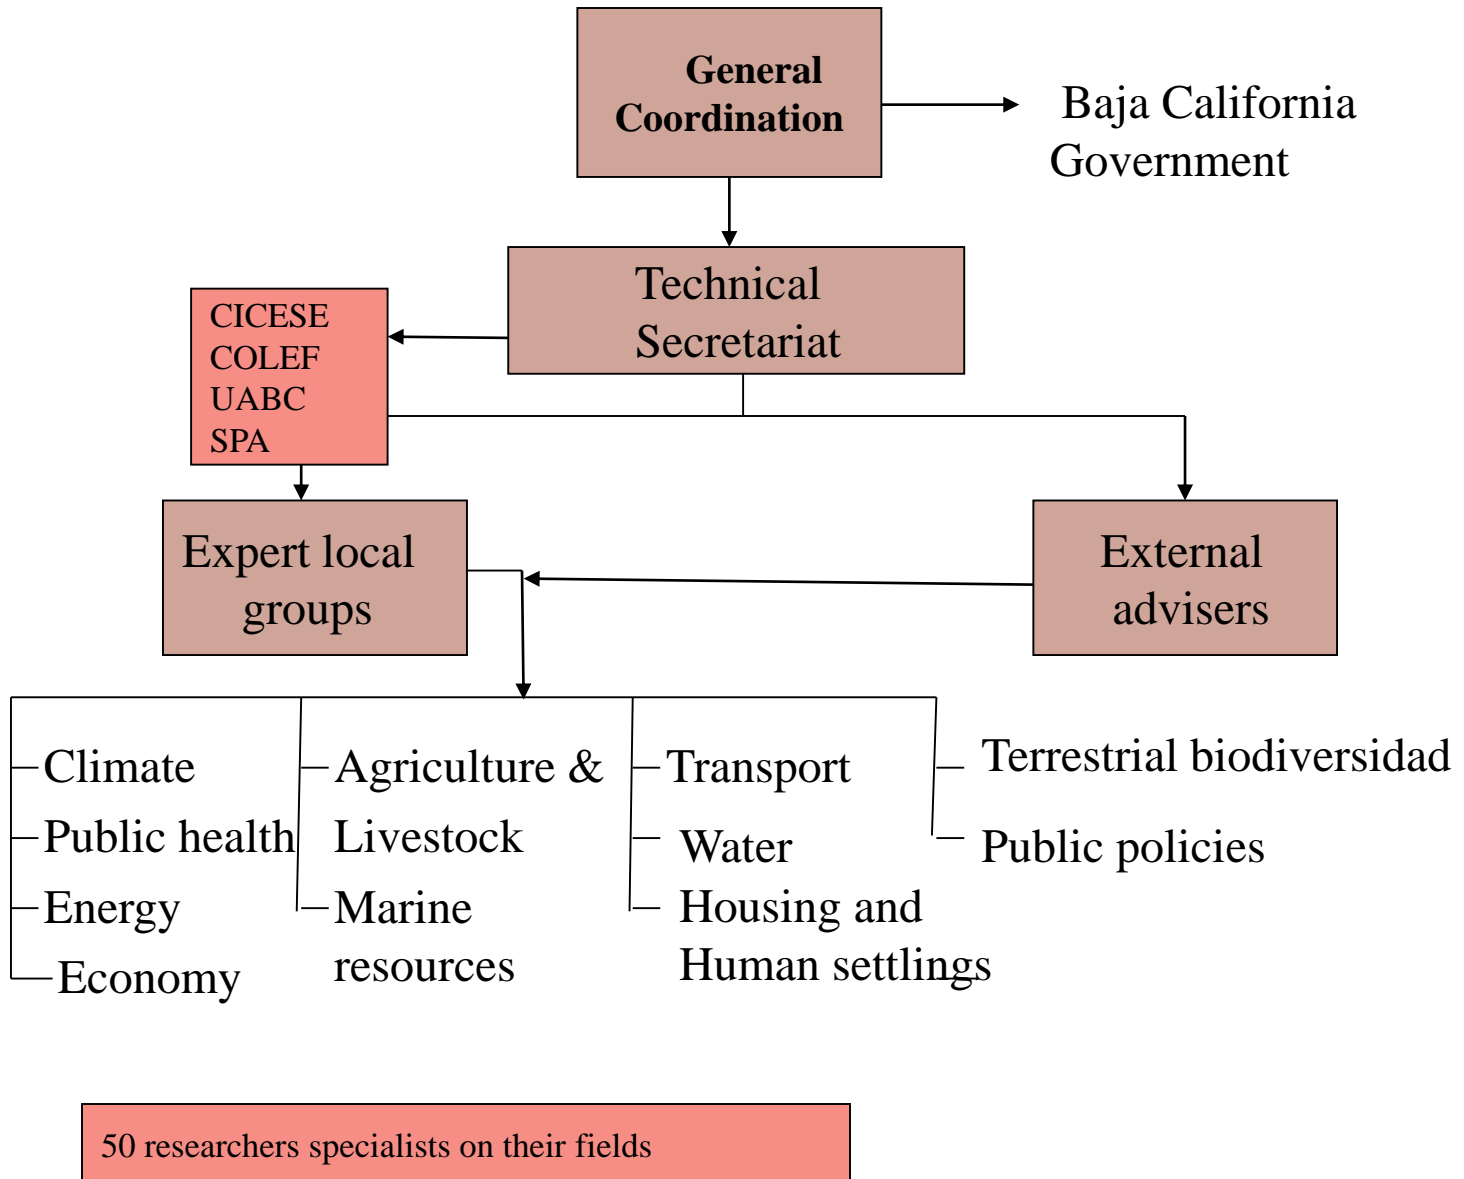 General
Coordination
Baja California
Government
Technical
Secretariat
CICESE
COLEF
UABC
SPA
Expert local
groups
External
advisers
Climate
Public health
Energy
Economy
Agriculture &
Livestock
Marine
resources
Transport
Water
Housing and
Human settlings
Terrestrial biodiversidad
Public policies
50 researchers specialists on their fields